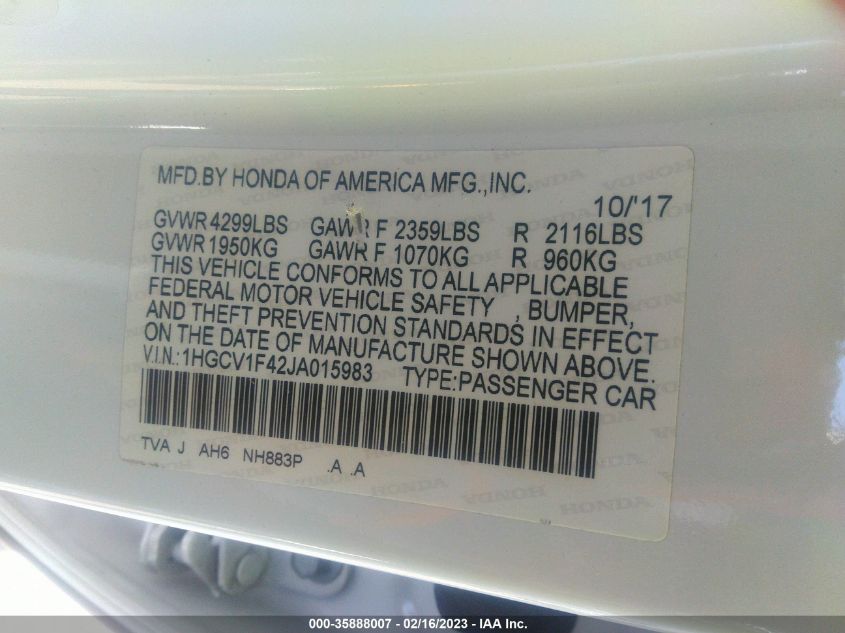 MFD.BY HONDA OF AMERICA MFG.,INC.
10/'17
GVWR 4299LBS GAWR F 2359LBS R 2116LBS
GVWR 1950KG GAWR F 1070KG R 960KG
THIS VEHICLE CONFORMS TO ALL APPLICABLE
FEDERAL MOTOR VEHICLE SAFETY , BUMPER,
AND THEFT PREVENTION STANDARDS IN EFFECT
ON THE DATE OF MANUFACTURE SHOWN ABOVE.
V.I.N.:1HGCV1F42JA015983 TYPE:PASSENGER CAR
TVA J AH6 NH883P .A .A
000-35888007 - 02/16/2023 - IAA Inc.